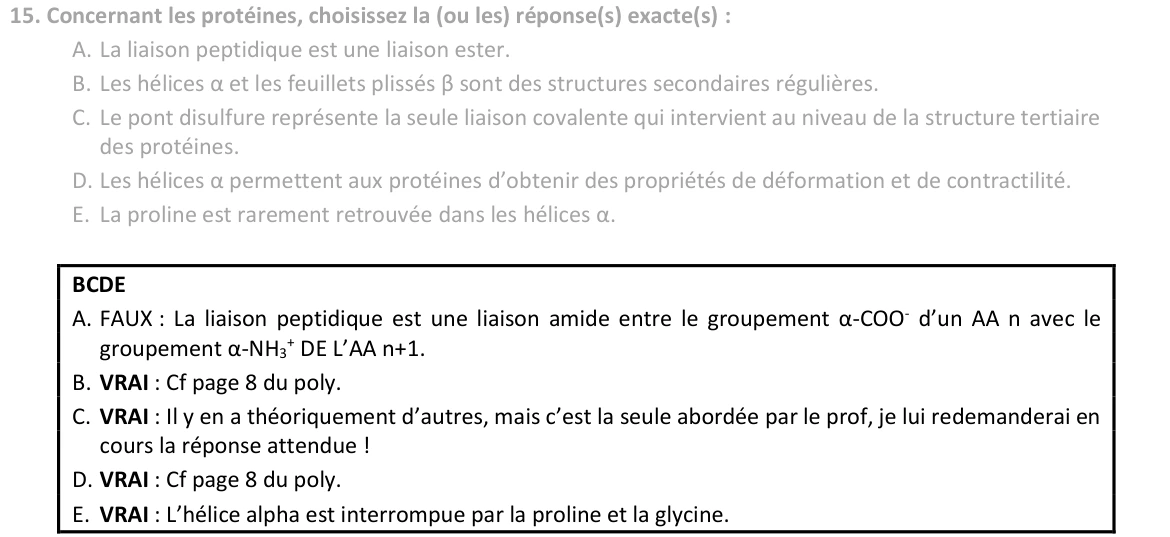 15. Concernant les protéines, choisissez la (ou les) réponse(s) exacte(s) :
A. La liaison peptidique est une liaison ester.
B. Les hélices α et les feuillets plissés β sont des structures secondaires régulières.
C. Le pont disulfure représente la seule liaison covalente qui intervient au niveau de la structure tertiaire
des protéines.
D. Les hélices α permettent aux protéines d’obtenir des propriétés de déformation et de contractilité.
E. La proline est rarement retrouvée dans les hélices α.
BCDE
A. FAUX : La liaison peptidique est une liaison amide entre le groupement α-COO⁻ d’un AA n avec le
groupement α-NH₃⁺ DE L’AA n+1.
B. VRAI : Cf page 8 du poly.
C. VRAI : Il y en a théoriquement d’autres, mais c’est la seule abordée par le prof, je lui redemanderai en
cours la réponse attendue !
D. VRAI : Cf page 8 du poly.
E. VRAI : L’hélice alpha est interrompue par la proline et la glycine.